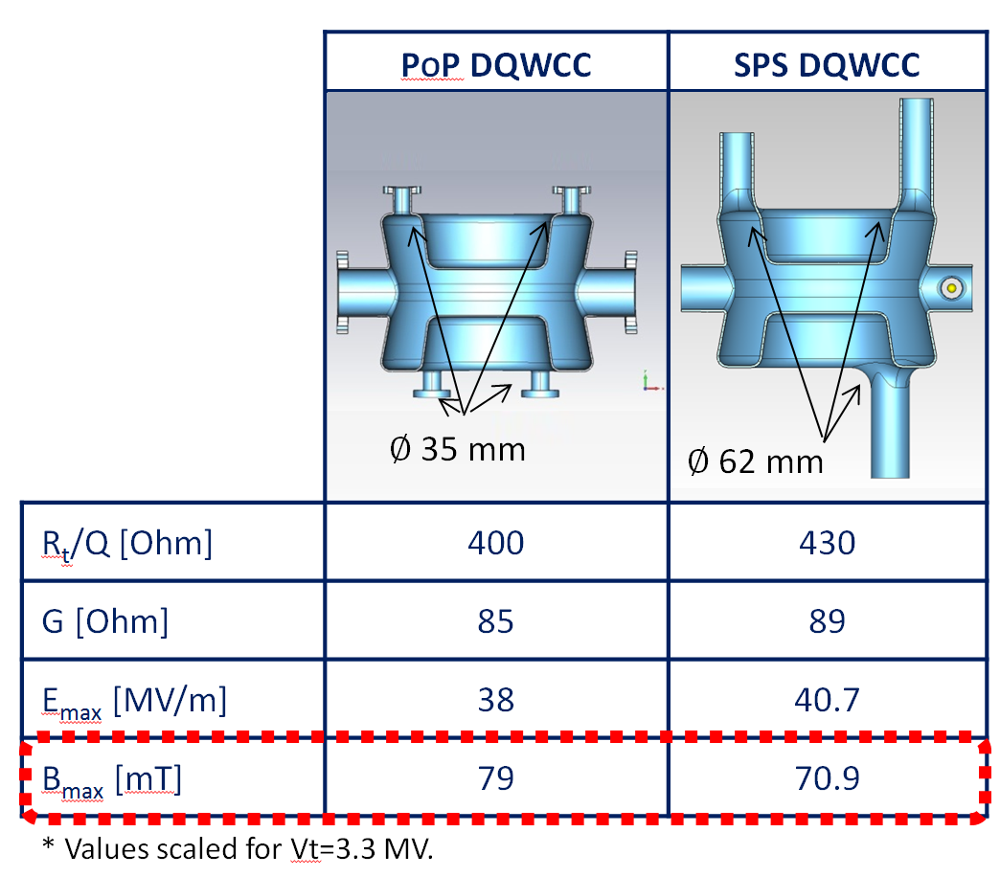 PoP DQWCC SPS DQWCC
Ø 35 mm
Ø 62 mm
Rt/Q [Ohm] 400 430
G [Ohm] 85 89
Emax [MV/m] 38 40.7
Bmax [mT] 79 70.9
* Values scaled for Vt=3.3 MV.